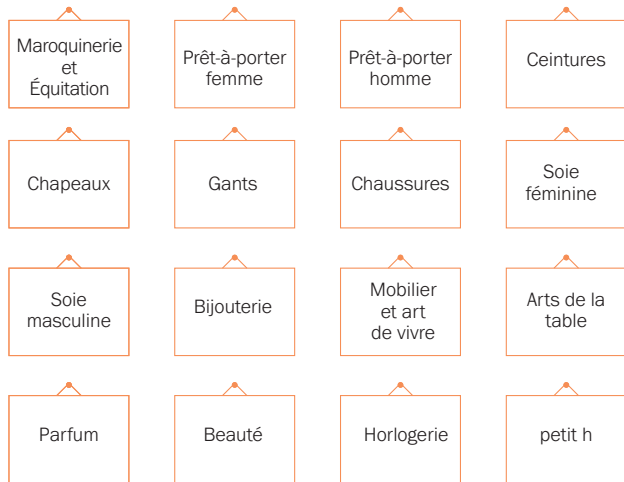 Maroquinerie
et
Équitation
Prêt-à-porter
femme
Prêt-à-porter
homme
Ceintures
Chapeaux
Gants
Chaussures
Soie
féminine
Soie
masculine
Bijouterie
Mobilier
et art
de vivre
Arts de la
table
Parfum
Beauté
Horlogerie
petit h